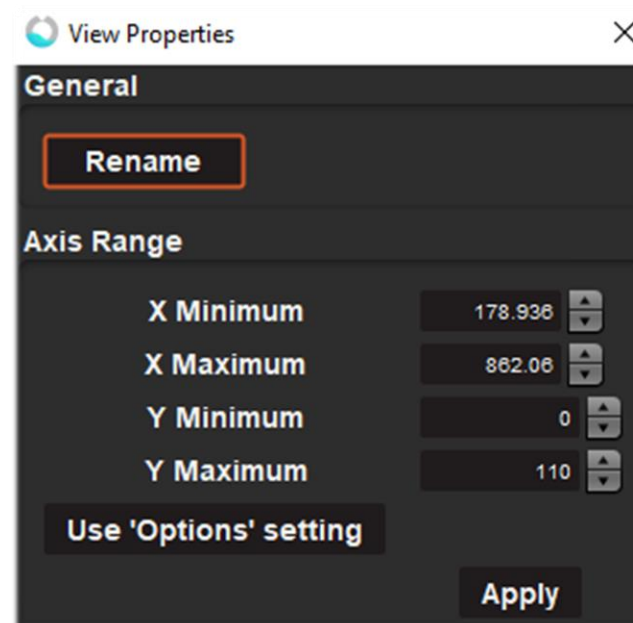 View Properties
General
Rename
Axis Range
X Minimum 178.936
X Maximum 862.06
Y Minimum 0
Y Maximum 110
Use 'Options' setting
Apply